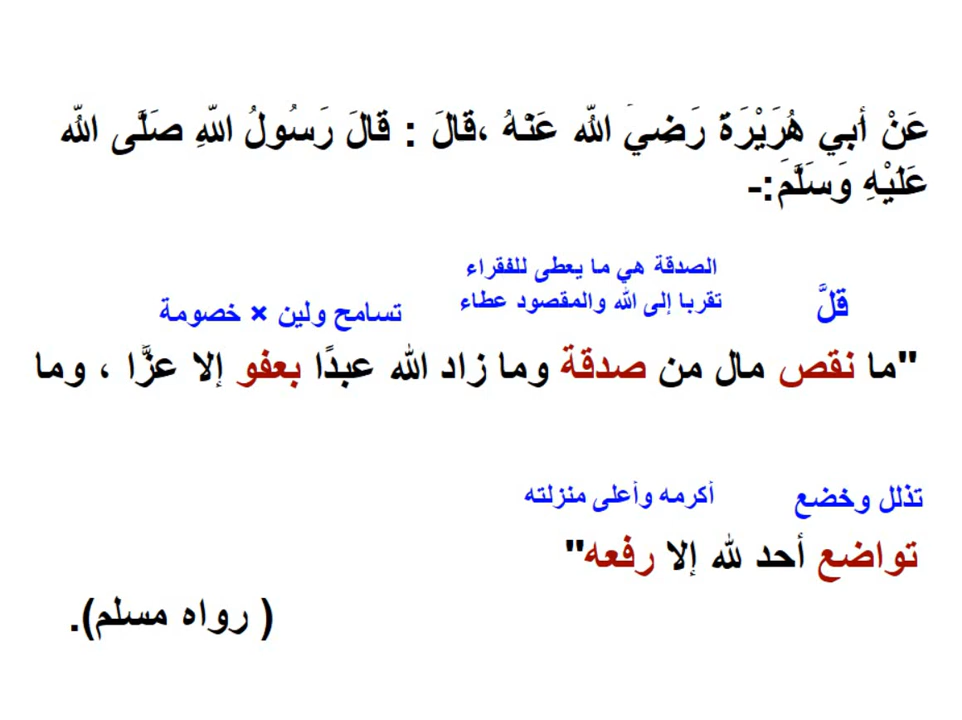 عَنْ أبي هُرَيْرَةَ رَضِيَ اللّٰه عَنْهُ ،قالَ : قالَ رَسُولُ اللّٰهِ صَلَّى اللّٰه
عَلَيْهِ وَسَلَّمَ:-
الصدقة هي ما يعطى للفقراء
قلَّ تقربا إلى الله والمقصود عطاء تسامح ولين × خصومة
"ما نقص مال من صدقة وما زاد الله عبدًا بعفو إلا عزًّا ، وما
تذلل وخضع أكرمه وأعلى منزلته
تواضع أحد لله إلا رفعه"
( رواه مسلم).